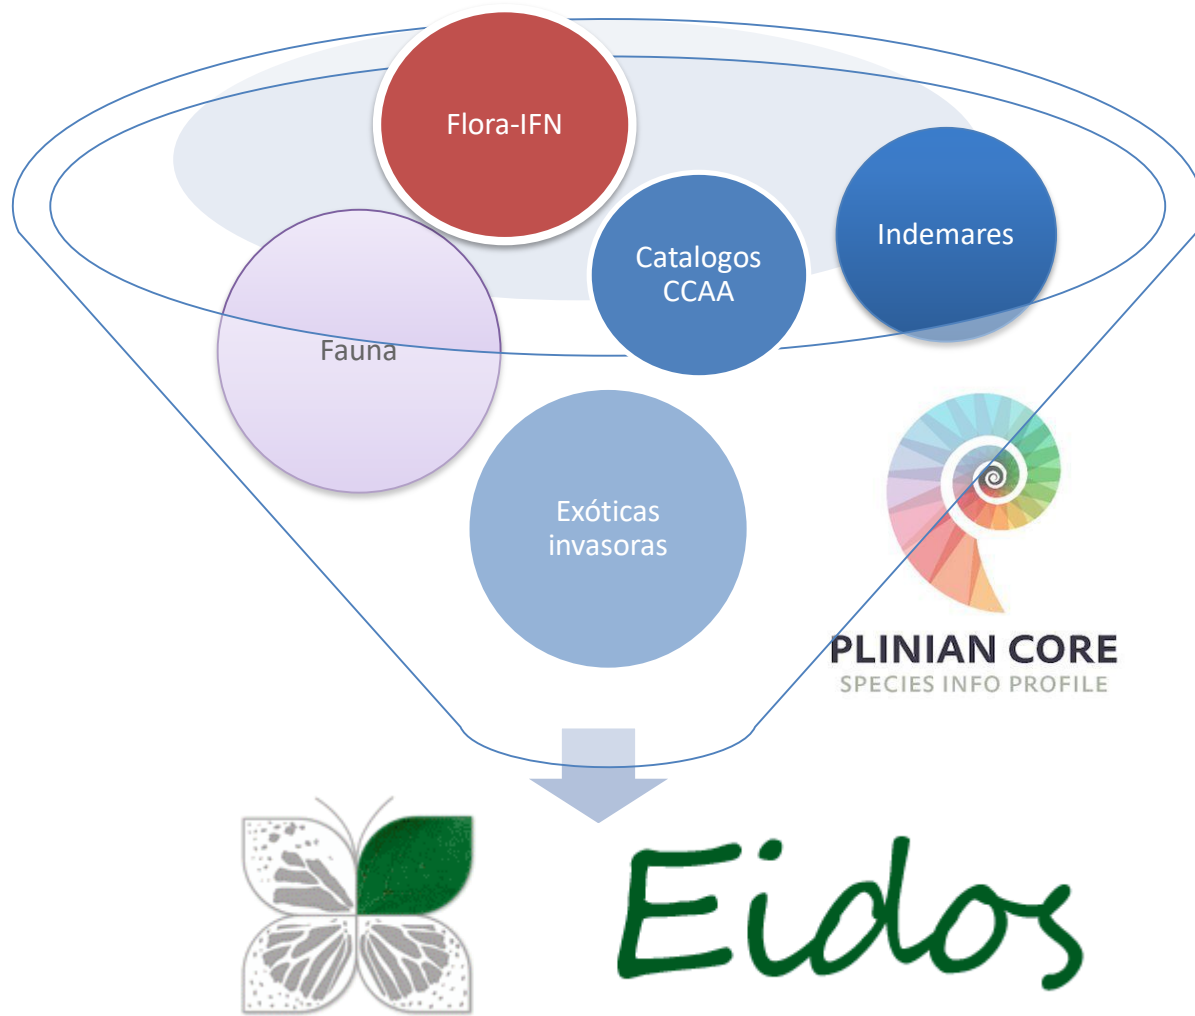 Flora-IFN
Indemares
Catalogos
CCAA
Fauna
Exóticas
invasoras
PLINIAN CORE
SPECIES INFO PROFILE
Eidos